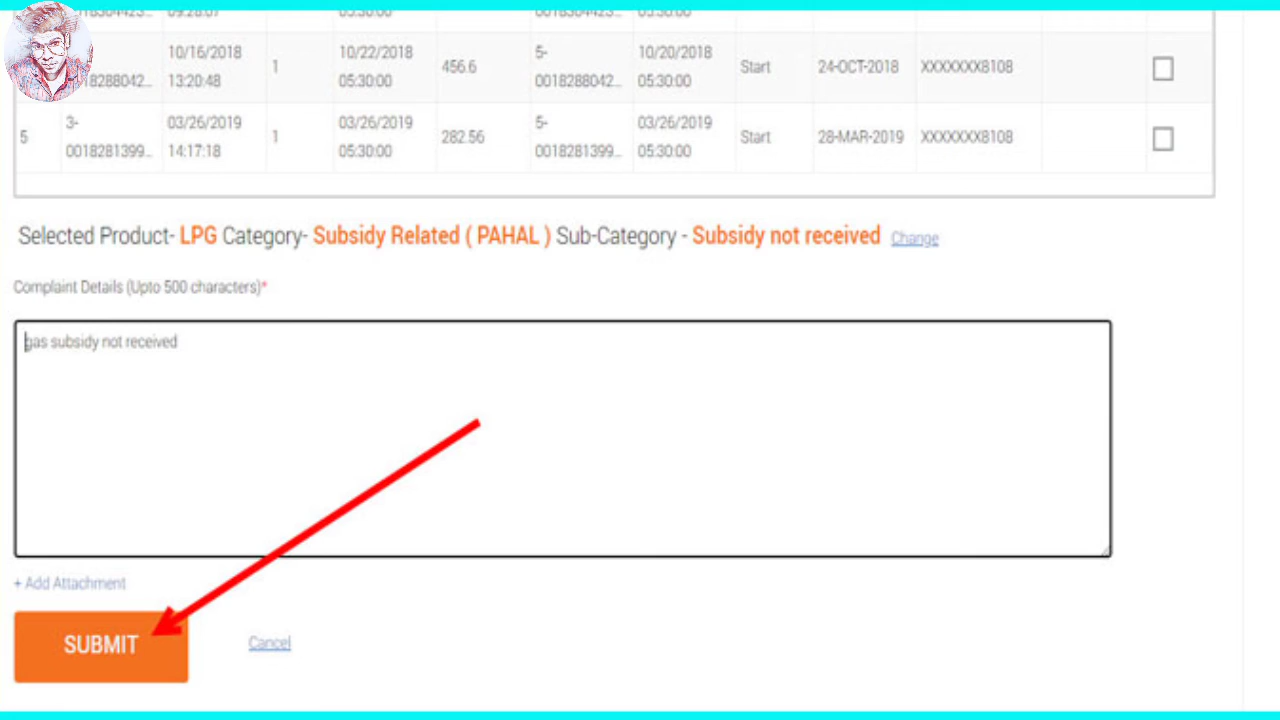 10/16/2018 10/22/2018 5- 10/20/2018
1 456.6 Start 24-OCT-2018 XXXXXXX8108
18288042... 13:20:48 05:30:00 0018288042... 05:30:00
3- 03/26/2019 03/26/2019 5- 03/26/2019
5 1 282.56 Start 28-MAR-2019 XXXXXXX8108
0018281399... 14:17:18 05:30:00 0018281399... 05:30:00
Selected Product- LPG Category- Subsidy Related ( PAHAL ) Sub-Category - Subsidy not received Change
Complaint Details (Upto 500 characters)*
gas subsidy not received
+ Add Attachment
SUBMIT Cancel